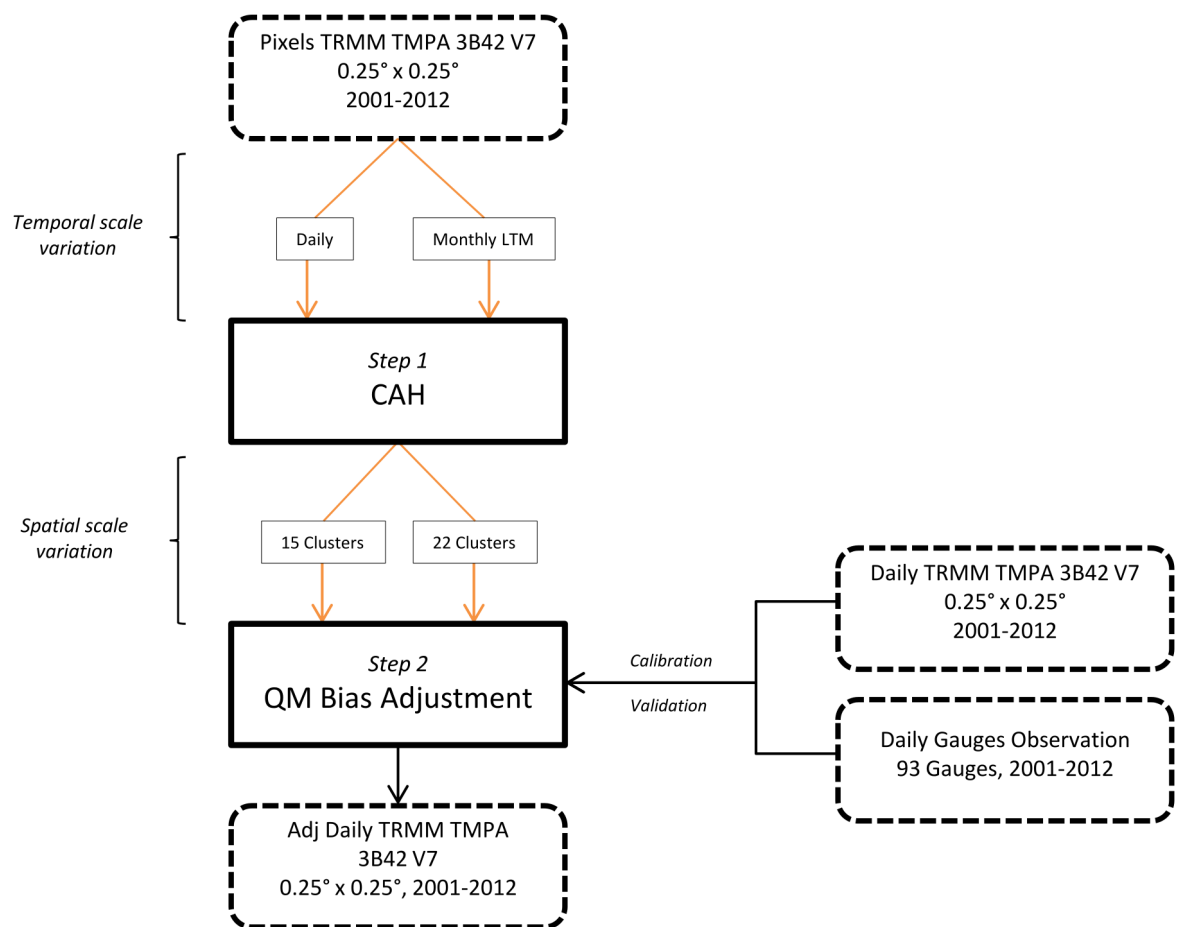 Pixels TRMM TMPA 3B42 V7
0.25° x 0.25°
2001-2012
Temporal scale
variation
Daily
Monthly LTM
Step 1
CAH
Spatial scale
variation
15 Clusters
22 Clusters
Daily TRMM TMPA 3B42 V7
0.25° x 0.25°
2001-2012
Step 2
QM Bias Adjustment
Calibration
Validation
Daily Gauges Observation
93 Gauges, 2001-2012
Adj Daily TRMM TMPA
3B42 V7
0.25° x 0.25°, 2001-2012